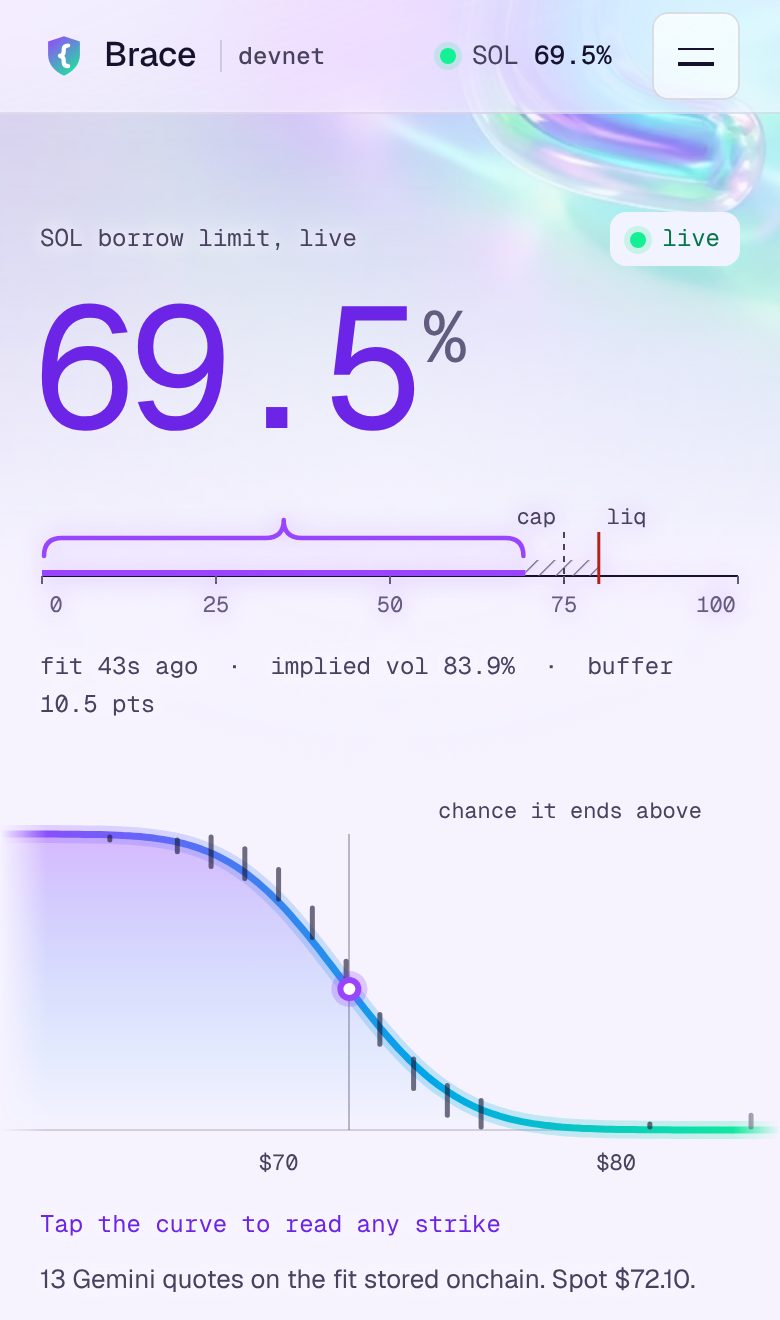 Brace devnet SOL 69.5%
SOL borrow limit, live
live
69.5%
cap liq
0 25 50 75 100
fit 43s ago · implied vol 83.9% · buffer
10.5 pts
chance it ends above
$70 $80
Tap the curve to read any strike
13 Gemini quotes on the fit stored onchain. Spot $72.10.